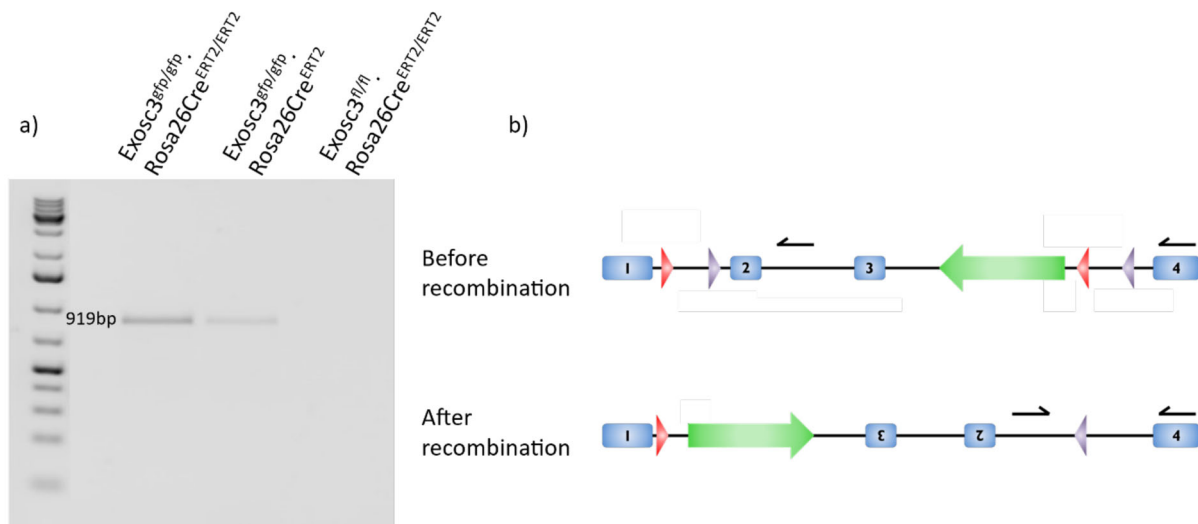 a)
Exosc3gfp/gfp.
Rosa26CreERT2/ERT2
Exosc3gfp/gfp.
Rosa26CreERT2
Exosc3fl/fl.
Rosa26CreERT2/ERT2
919bp
b)
Before
recombination
1 2 3 4
After
recombination
1 3 2 4